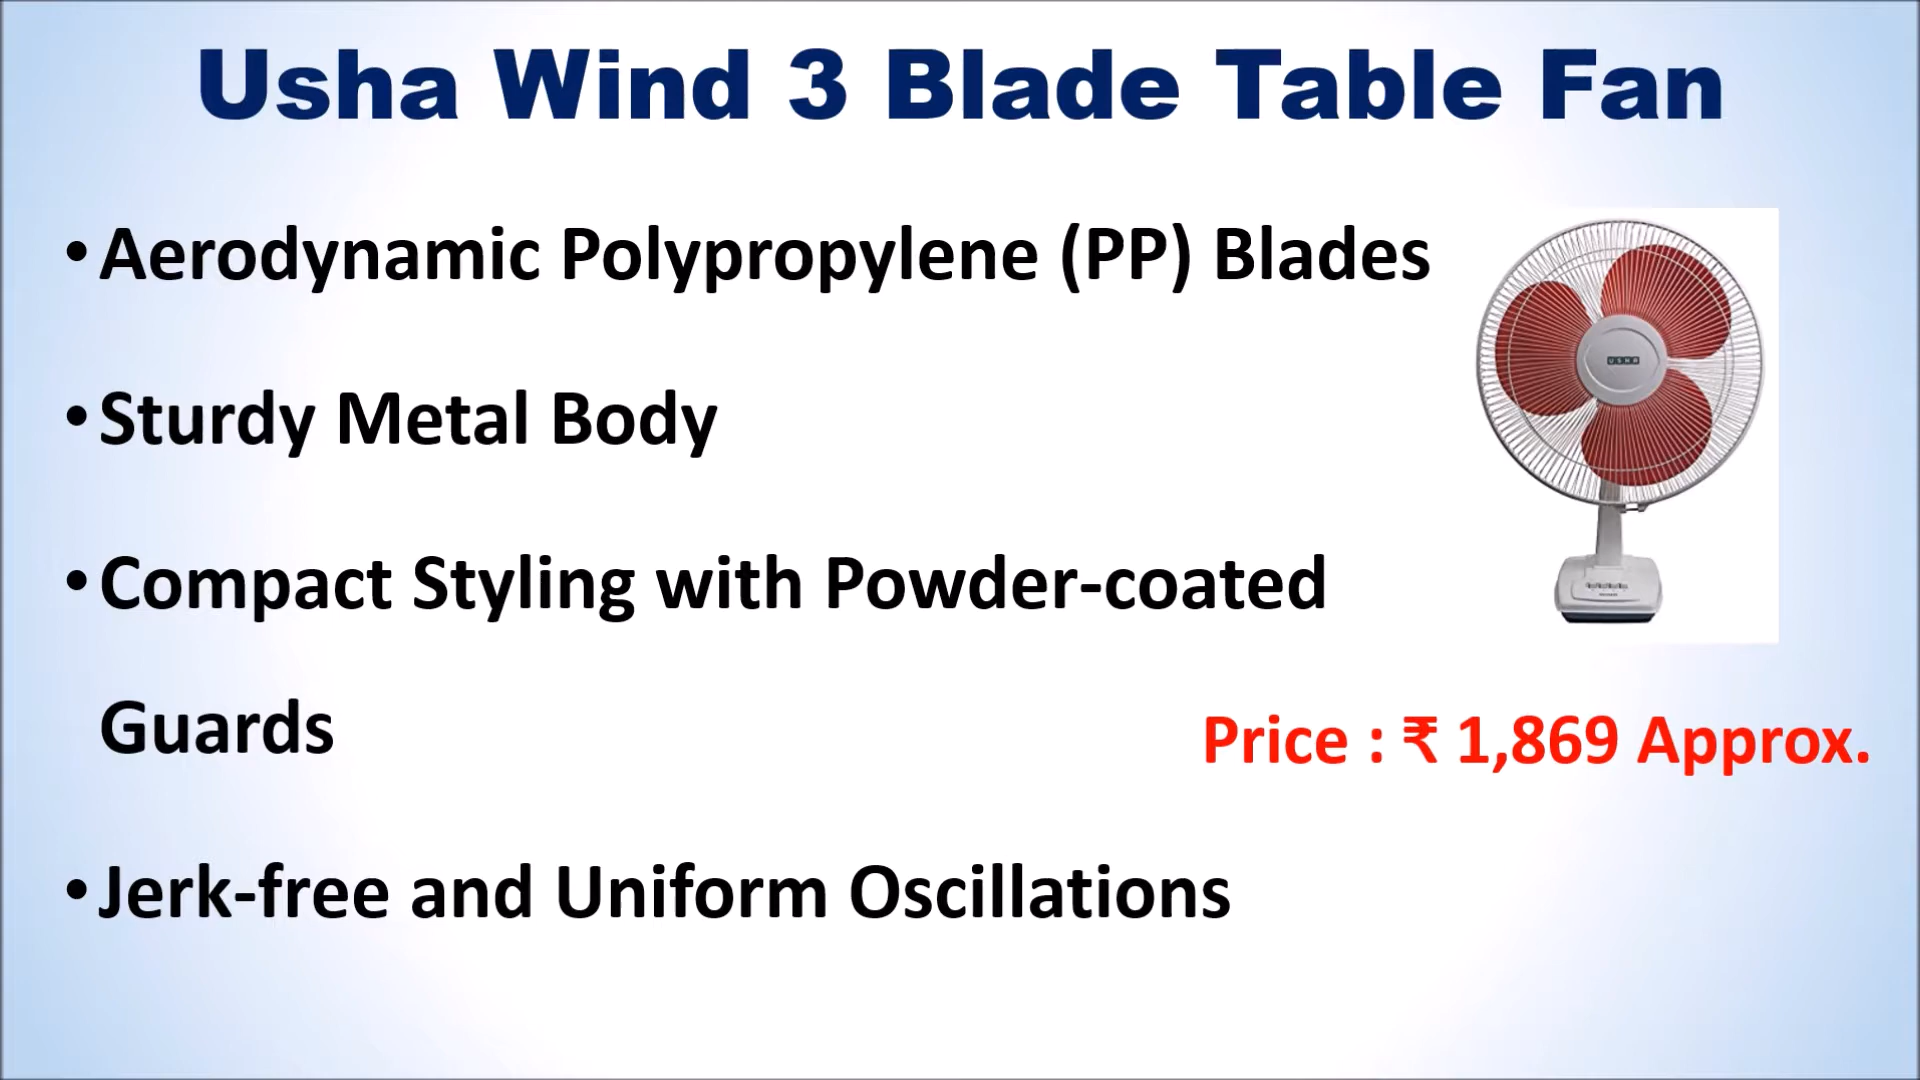 Usha Wind 3 Blade Table Fan
•Aerodynamic Polypropylene (PP) Blades
USHA
•Sturdy Metal Body
•Compact Styling with Powder-coated
Guards
Price : ₹ 1,869 Approx.
•Jerk-free and Uniform Oscillations